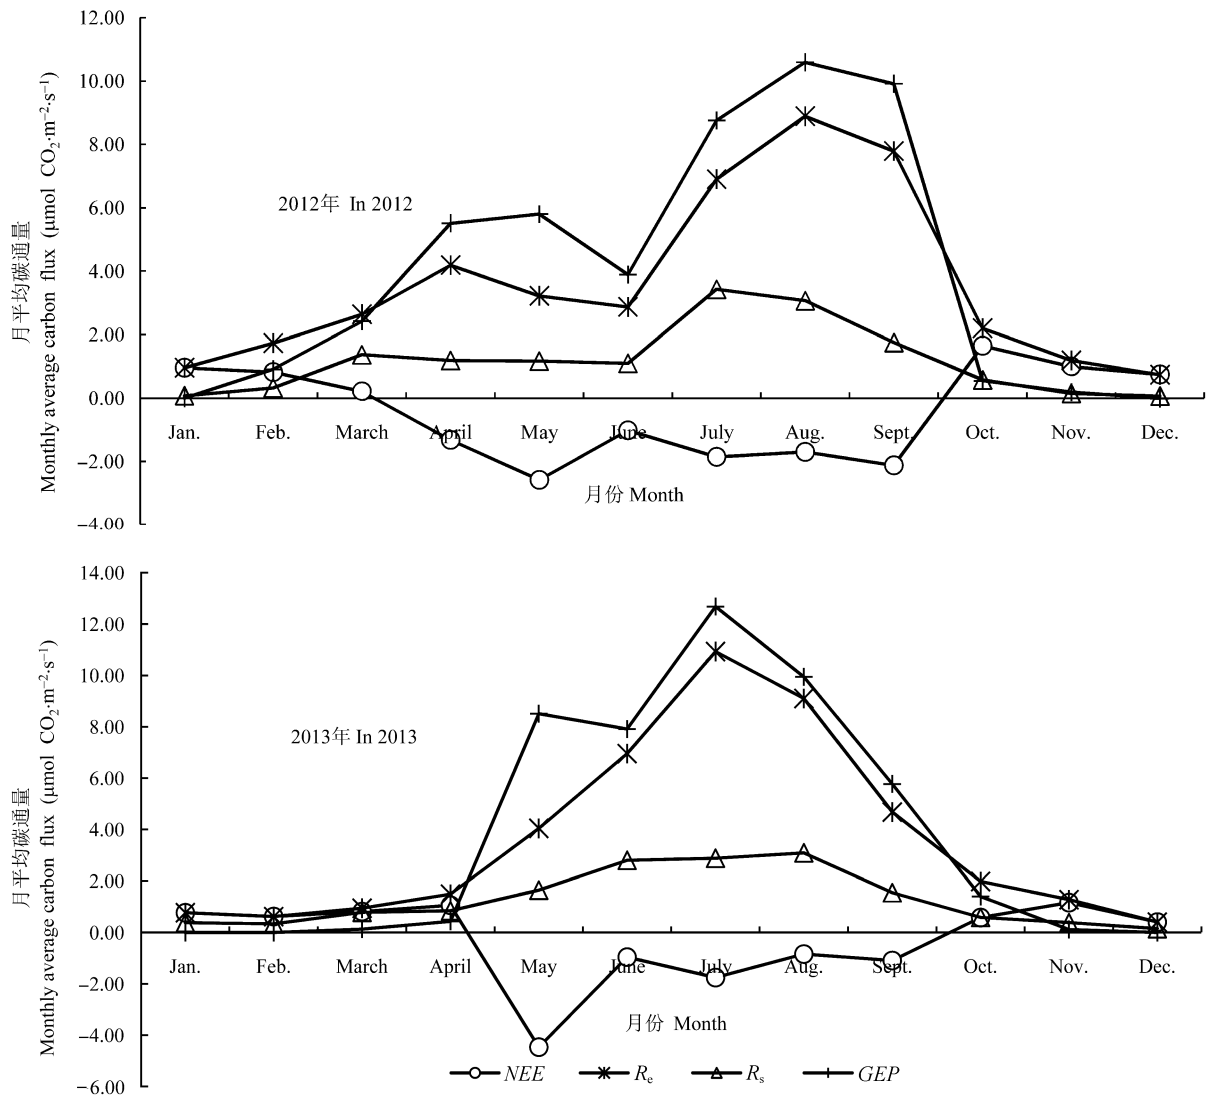 12.00
10.00
8.00
6.00
4.00
2.00
0.00
−2.00
−4.00
月平均碳通量
Monthly average carbon flux (μmol CO₂·m⁻²·s⁻¹)
2012年 In 2012
Jan. Feb. March April May June July Aug. Sept. Oct. Nov. Dec.
月份 Month
14.00
12.00
10.00
8.00
6.00
4.00
2.00
0.00
−2.00
−4.00
−6.00
月平均碳通量
Monthly average carbon flux (μmol CO₂·m⁻²·s⁻¹)
2013年 In 2013
Jan. Feb. March April May June July Aug. Sept. Oct. Nov. Dec.
月份 Month
NEE Rₑ Rₛ GEP